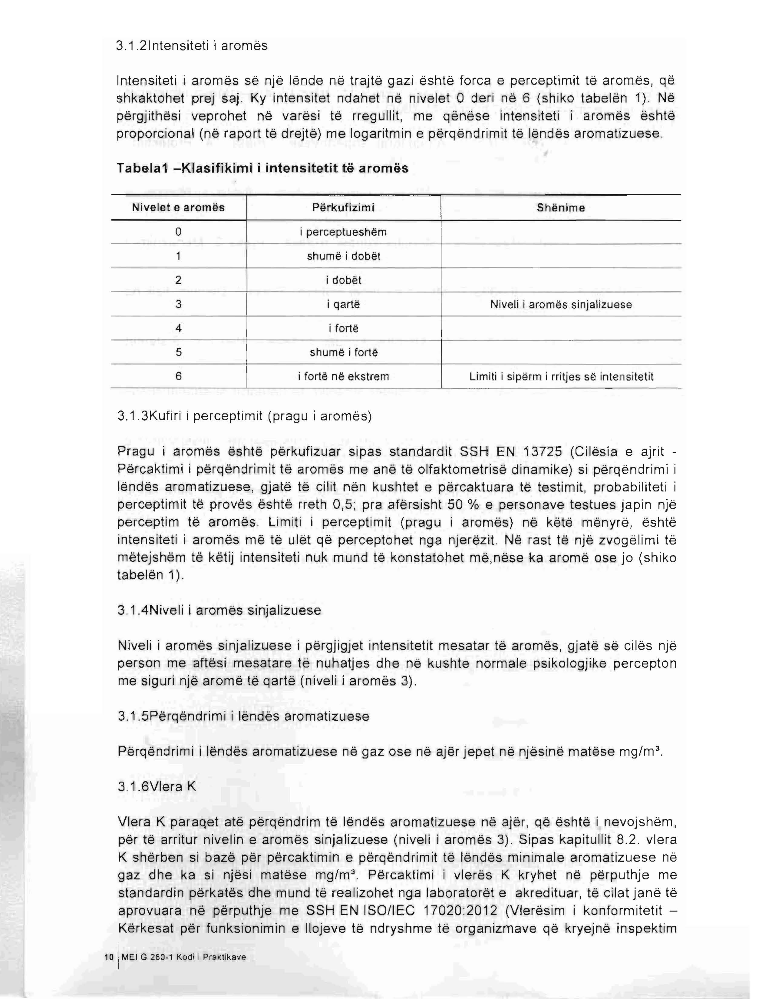 3.1.2Intensiteti i aromës
Intensiteti i aromës së një lënde në trajtë gazi është forca e perceptimit të aromës, që
shkaktohet prej saj. Ky intensitet ndahet në nivelet 0 deri në 6 (shiko tabelën 1). Në
përgjithësi veprohet në varësi të rregullit, me qënëse intensiteti i aromës është
proporcional (në raport të drejtë) me logaritmin e përqëndrimit të lëndës aromatizuese.
Tabela1 –Klasifikimi i intensitetit të aromës
Nivelet e aromës Përkufizimi Shënime
0 i perceptueshëm
1 shumë i dobët
2 i dobët
3 i qartë Niveli i aromës sinjalizuese
4 i fortë
5 shumë i fortë
6 i fortë në ekstrem Limiti i sipërm i rritjes së intensitetit
3.1.3Kufiri i perceptimit (pragu i aromës)
Pragu i aromës është përkufizuar sipas standardit SSH EN 13725 (Cilësia e ajrit -
Përcaktimi i përqëndrimit të aromës me anë të olfaktometrisë dinamike) si përqëndrimi i
lëndës aromatizuese, gjatë të cilit nën kushtet e përcaktuara të testimit, probabiliteti i
perceptimit të provës është rreth 0,5; pra afërsisht 50 % e personave testues japin një
perceptim të aromës. Limiti i perceptimit (pragu i aromës) në këtë mënyrë, është
intensiteti i aromës më të ulët që perceptohet nga njerëzit. Në rast të një zvogëlimi të
mëtejshëm të këtij intensiteti nuk mund të konstatohet më,nëse ka aromë ose jo (shiko
tabelën 1).
3.1.4Niveli i aromës sinjalizuese
Niveli i aromës sinjalizuese i përgjigjet intensitetit mesatar të aromës, gjatë së cilës një
person me aftësi mesatare të nuhatjes dhe në kushte normale psikologjike percepton
me siguri një aromë të qartë (niveli i aromës 3).
3.1.5Përqëndrimi i lëndës aromatizuese
Përqëndrimi i lëndës aromatizuese në gaz ose në ajër jepet në njësinë matëse mg/m³.
3.1.6Vlera K
Vlera K paraqet atë përqëndrim të lëndës aromatizuese në ajër, që është i nevojshëm,
për të arritur nivelin e aromës sinjalizuese (niveli i aromës 3). Sipas kapitullit 8.2. vlera
K shërben si bazë për përcaktimin e përqëndrimit të lëndës minimale aromatizuese në
gaz dhe ka si njësi matëse mg/m³. Përcaktimi i vlerës K kryhet në përputhje me
standardin përkatës dhe mund të realizohet nga laboratorët e akredituar, të cilat janë të
aprovuara në përputhje me SSH EN ISO/IEC 17020:2012 (Vlerësim i konformitetit –
Kërkesat për funksionimin e llojeve të ndryshme të organizmave që kryejnë inspektim
10 MEI G 280-1 Kodi i Praktikave